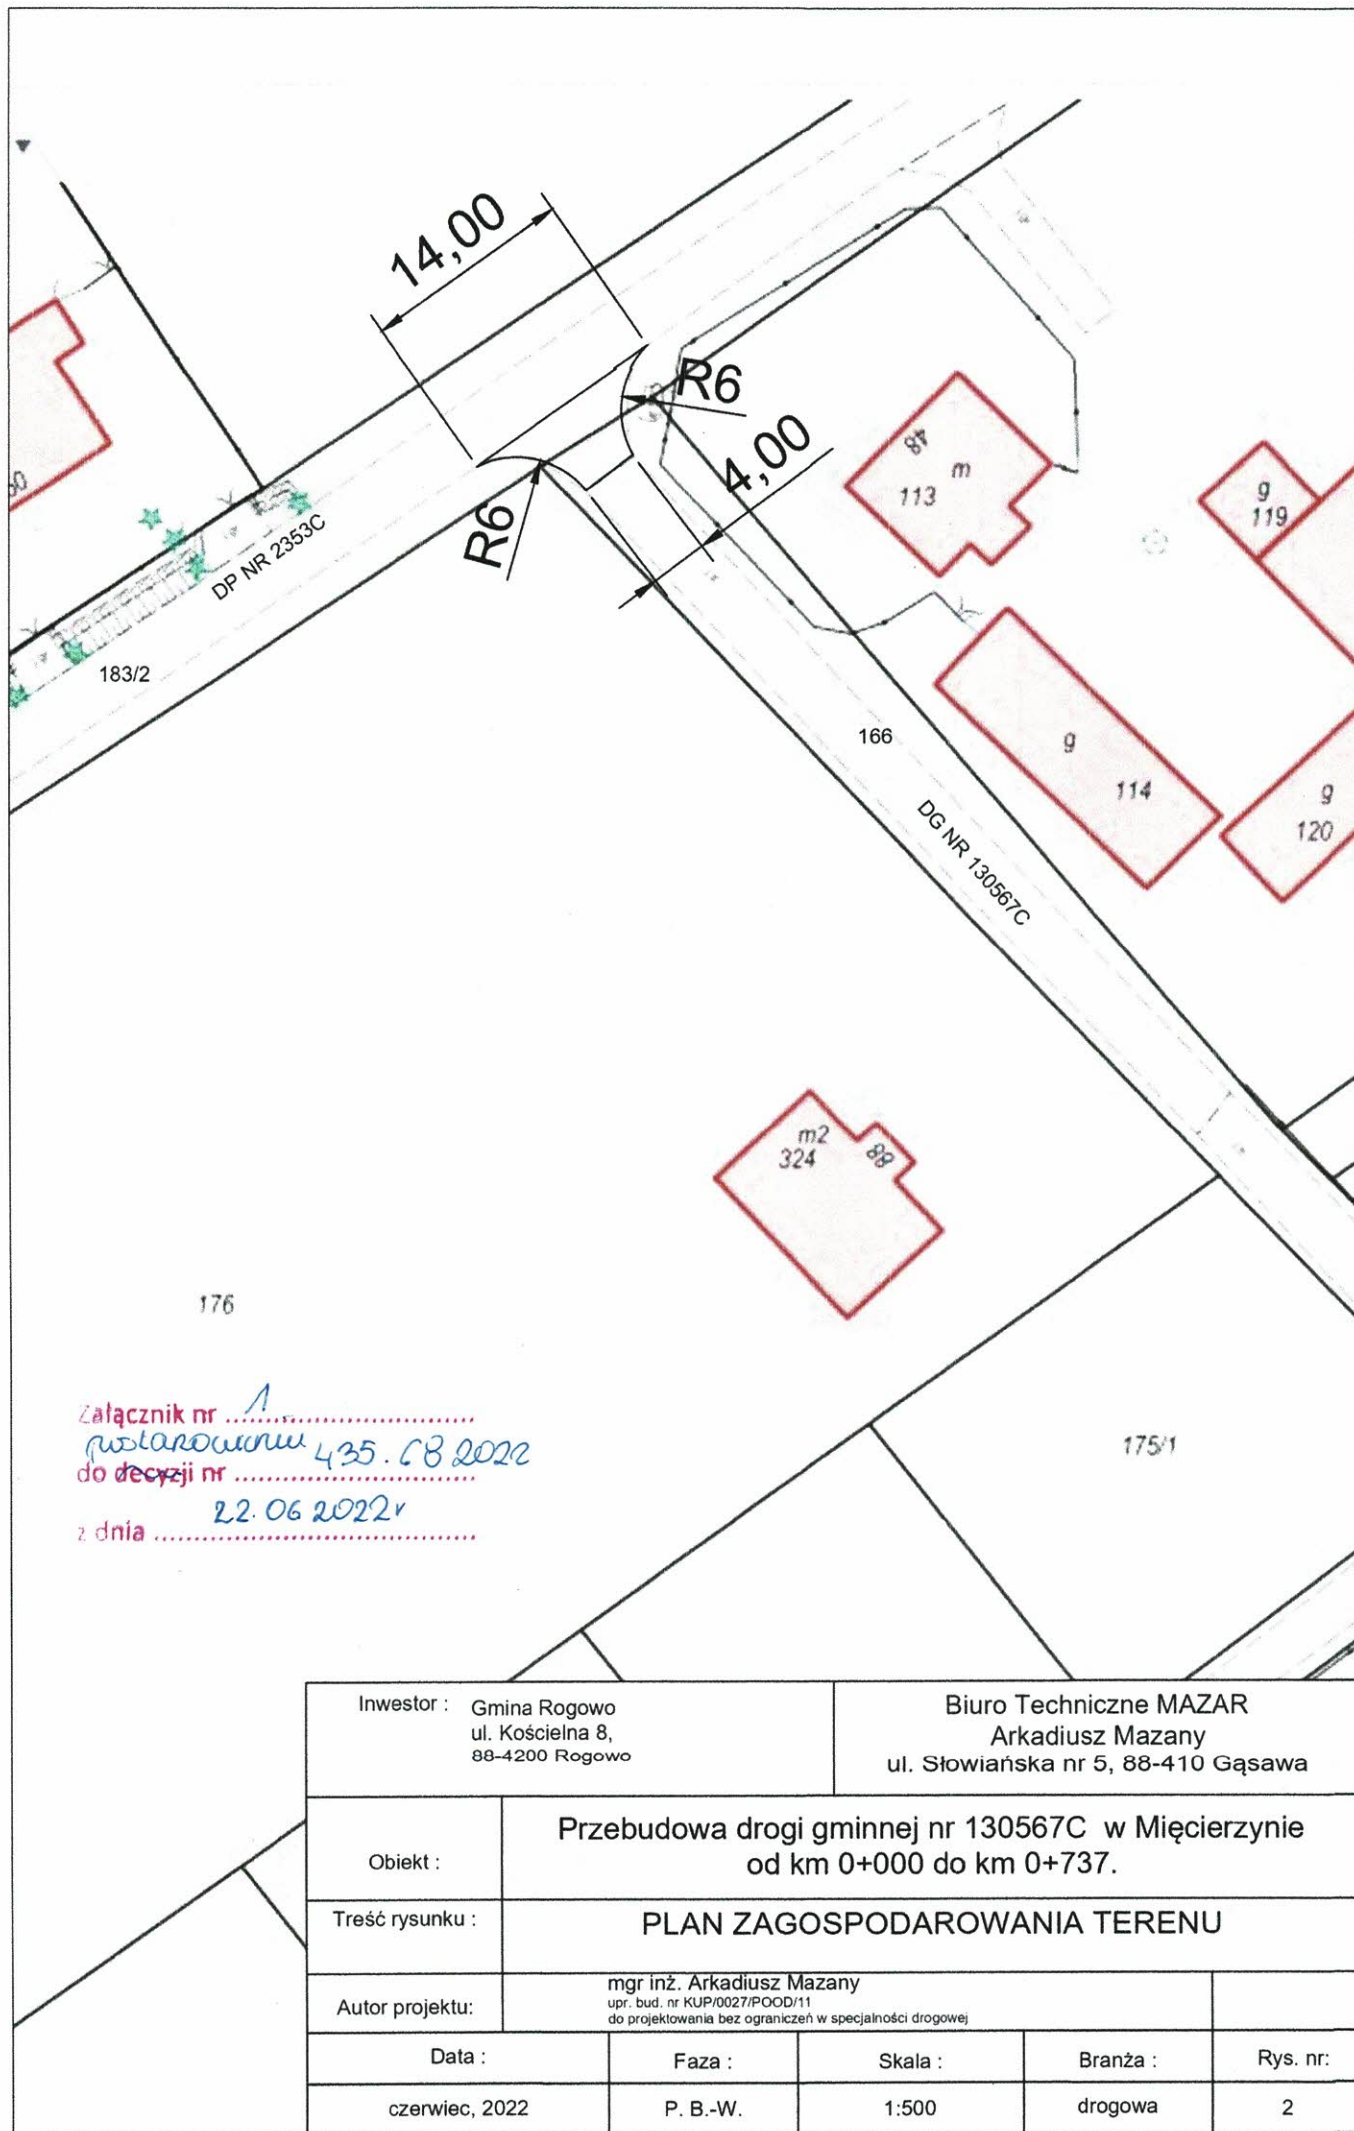 14,00
R6
R6
4,00
48
m
113
g
119
DP NR 2353C
183/2
166
g
114
g
120
DG NR 130567C
m2
324
88
176
175/1
Załącznik nr 1
do decyzji nr
22.06 2022r
z dnia
Inwestor : Gmina Rogowo
ul. Kościelna 8,
88-4200 Rogowo
Biuro Techniczne MAZAR
Arkadiusz Mazany
ul. Słowiańska nr 5, 88-410 Gąsawa
Obiekt :
Przebudowa drogi gminnej nr 130567C w Mięcierzynie
od km 0+000 do km 0+737.
Treść rysunku :
PLAN ZAGOSPODAROWANIA TERENU
Autor projektu:
mgr inż. Arkadiusz Mazany
upr. bud. nr KUP/0027/POOD/11
do projektowania bez ograniczeń w specjalności drogowej
Data :
Faza :
Skala :
Branża :
Rys. nr:
czerwiec, 2022
P. B.-W.
1:500
drogowa
2